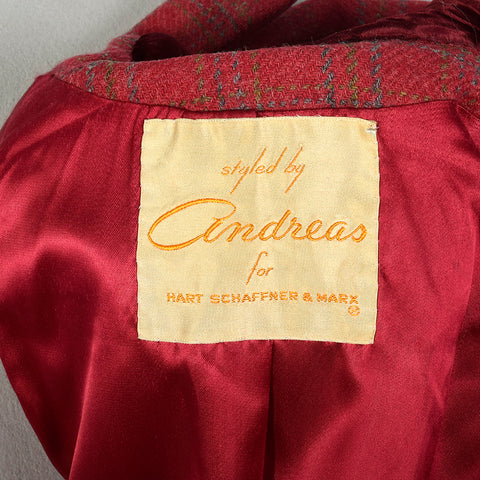 styled by
Andreas
for
HART SCHAFFNER & MARX
®